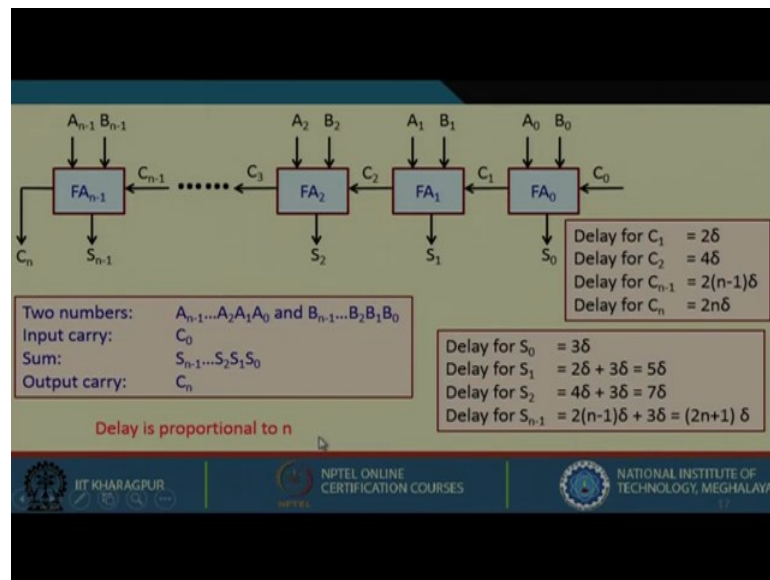 A₍n-1₎ B₍n-1₎ A₂ B₂ A₁ B₁ A₀ B₀
FAₙ₋₁ Cₙ₋₁ •••••• C₃ FA₂ C₂ FA₁ C₁ FA₀ C₀
Cₙ Sₙ₋₁ S₂ S₁ S₀
Delay for C₁ = 2δ
Delay for C₂ = 4δ
Delay for Cₙ₋₁ = 2(n-1)δ
Delay for Cₙ = 2nδ
Two numbers: Aₙ₋₁...A₂A₁A₀ and Bₙ₋₁...B₂B₁B₀
Input carry: C₀
Sum: Sₙ₋₁...S₂S₁S₀
Output carry: Cₙ
Delay for S₀ = 3δ
Delay for S₁ = 2δ + 3δ = 5δ
Delay for S₂ = 4δ + 3δ = 7δ
Delay for Sₙ₋₁ = 2(n-1)δ + 3δ = (2n+1) δ
Delay is proportional to n
IIT KHARAGPUR
NPTEL
NPTEL ONLINE
CERTIFICATION COURSES
NATIONAL INSTITUTE OF
TECHNOLOGY, MEGHALAYA
17